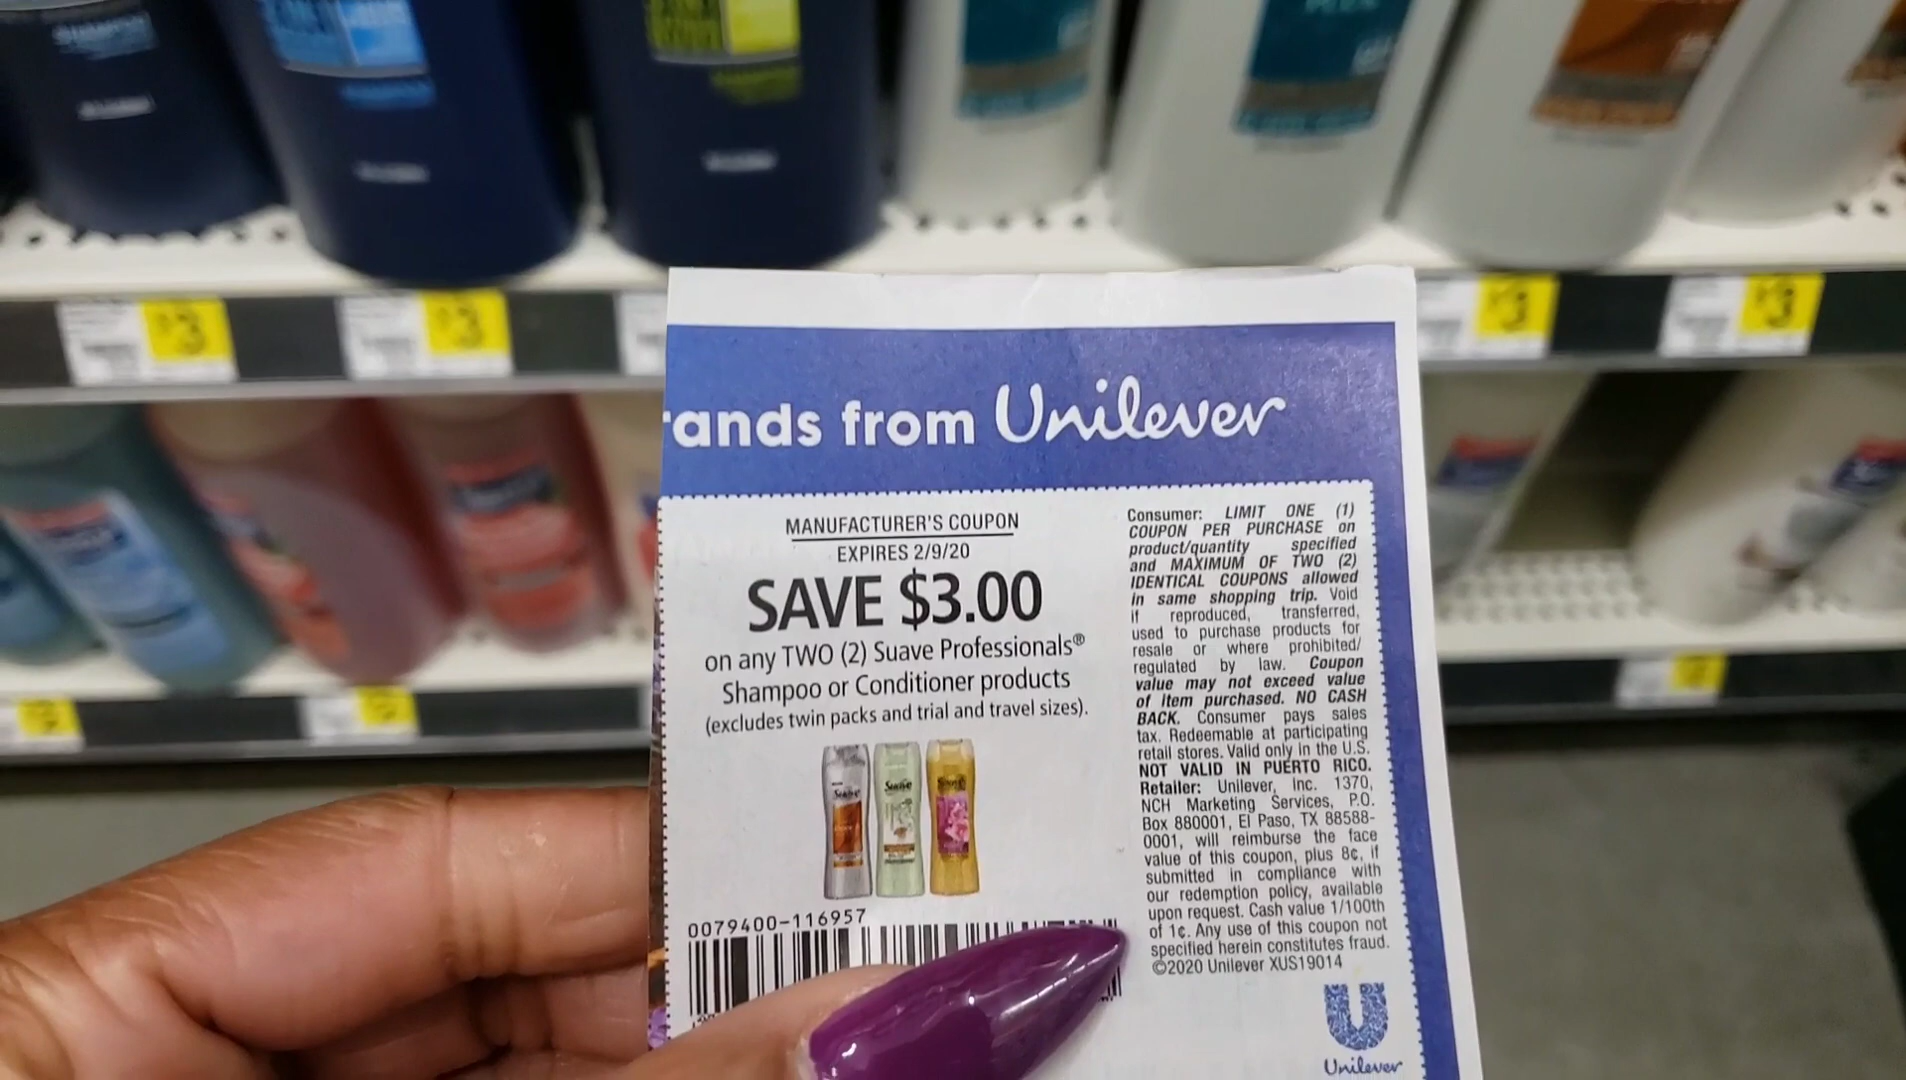 $3
$3
$3
$3
rands from Unilever
MANUFACTURER'S COUPON
EXPIRES 2/9/20
SAVE $3.00
on any TWO (2) Suave Professionals®
Shampoo or Conditioner products
(excludes twin packs and trial and travel sizes).
Suave
Suave
Suave
0079400-116957
Consumer: LIMIT ONE (1)
COUPON PER PURCHASE on
product/quantity specified
and MAXIMUM OF TWO (2)
IDENTICAL COUPONS allowed
in same shopping trip. Void
if reproduced, transferred,
used to purchase products for
resale or where prohibited/
regulated by law. Coupon
value may not exceed value
of item purchased. NO CASH
BACK. Consumer pays sales
tax. Redeemable at participating
retail stores. Valid only in the U.S.
NOT VALID IN PUERTO RICO.
Retailer: Unilever, Inc. 1370,
NCH Marketing Services, P.O.
Box 880001, El Paso, TX 88588-
0001, will reimburse the face
value of this coupon, plus 8¢, if
submitted in compliance with
our redemption policy, available
upon request. Cash value 1/100th
of 1¢. Any use of this coupon not
specified herein constitutes fraud.
©2020 Unilever XUS19014
Unilever